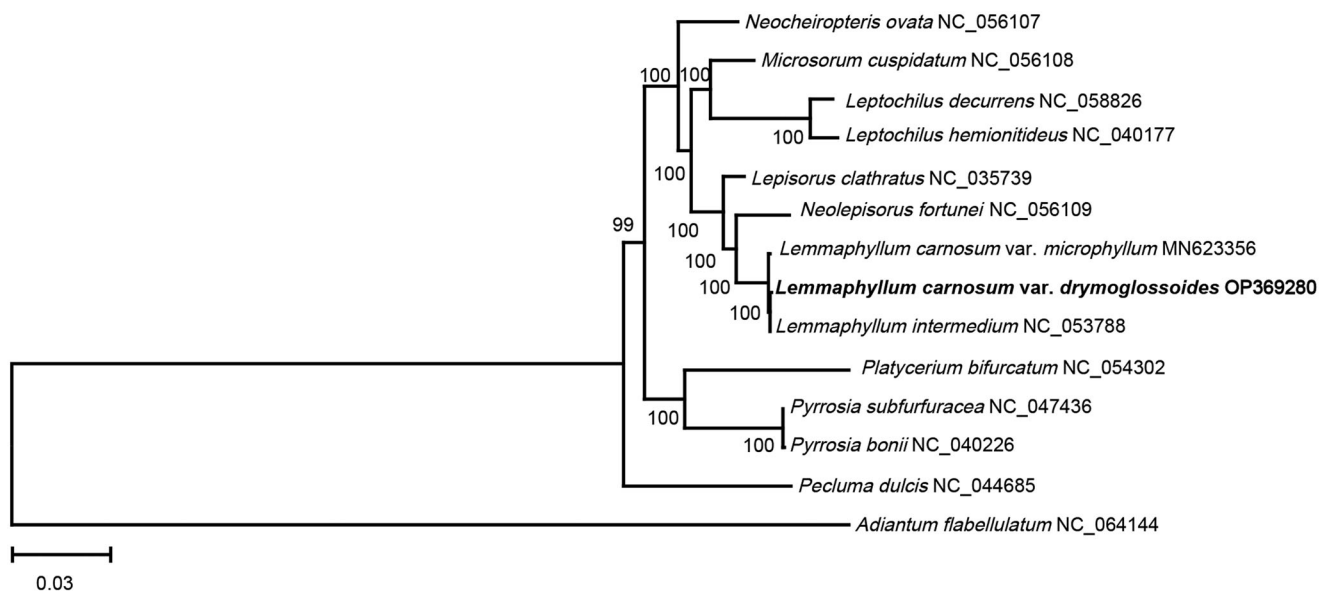 Neocheiropteris ovata NC_056107
Microsorum cuspidatum NC_056108
100
100
Leptochilus decurrens NC_058826
Leptochilus hemionitideus NC_040177
100
100
Lepisorus clathratus NC_035739
Neolepisorus fortunei NC_056109
99
100
Lemmaphyllum carnosum var. microphyllum MN623356
100
Lemmaphyllum carnosum var. drymoglossoides OP369280
100
100
Lemmaphyllum intermedium NC_053788
Platycerium bifurcatum NC_054302
Pyrrosia subfurfuracea NC_047436
100
Pyrrosia bonii NC_040226
100
Pecluma dulcis NC_044685
Adiantum flabellulatum NC_064144
0.03